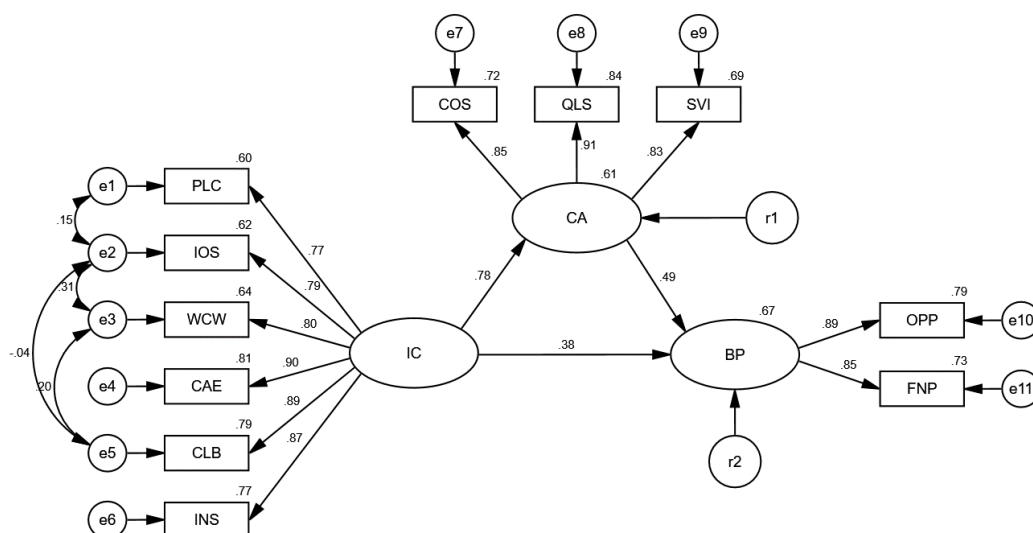 e7
e8
e9
.72
.84
.69
COS
QLS
SVI
.85
.91
.83
.60
e1
PLC
.61
CA
r1
.15
.62
e2
IOS
.77
.31
.79
.78
.49
.64
e3
WCW
.80
.67
.79
.89
OPP
e10
-.04
IC
.38
BP
.81
.90
.85
.73
.20
e4
CAE
FNP
e11
.89
.79
.87
e5
CLB
r2
.77
e6
INS